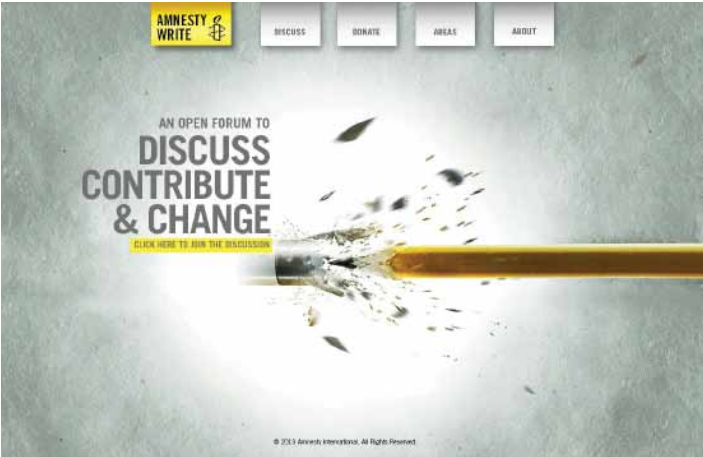 AMNESTY
WRITE
DISCUSS
DONATE
AREAS
ABOUT
AN OPEN FORUM TO
DISCUSS
CONTRIBUTE
& CHANGE
CLICK HERE TO JOIN THE DISCUSSION
© 2013 Amnesty International. All Rights Reserved.